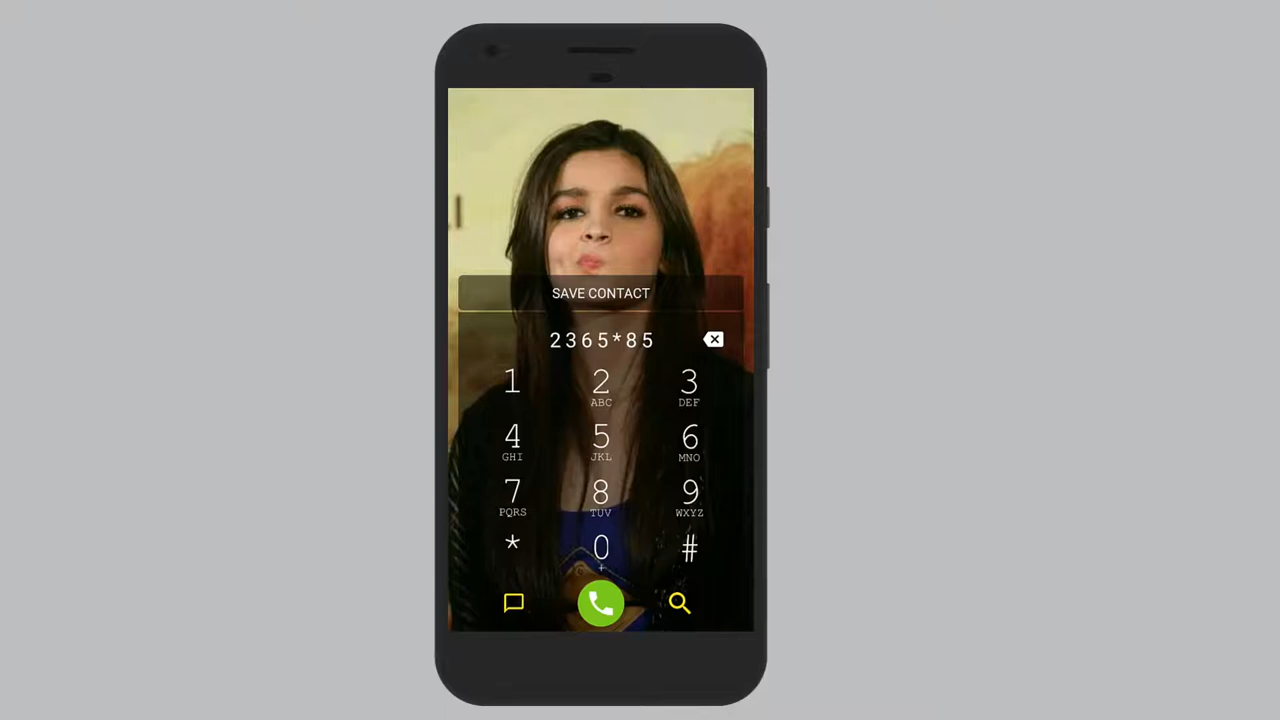 SAVE CONTACT
2365*85
1 2 3
ABC DEF
4 5 6
GHI JKL MNO
7 8 9
PQRS TUV WXYZ
* 0 #
+